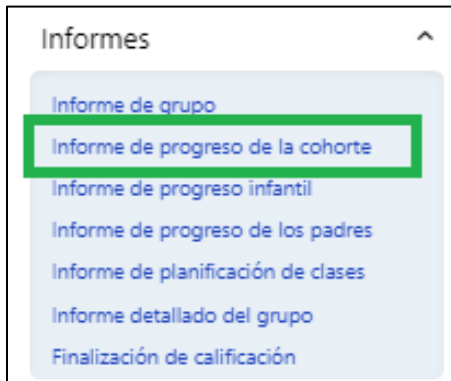 Informes
Informe de grupo
Informe de progreso de la cohorte
Informe de progreso infantil
Informe de progreso de los padres
Informe de planificación de clases
Informe detallado del grupo
Finalización de calificación